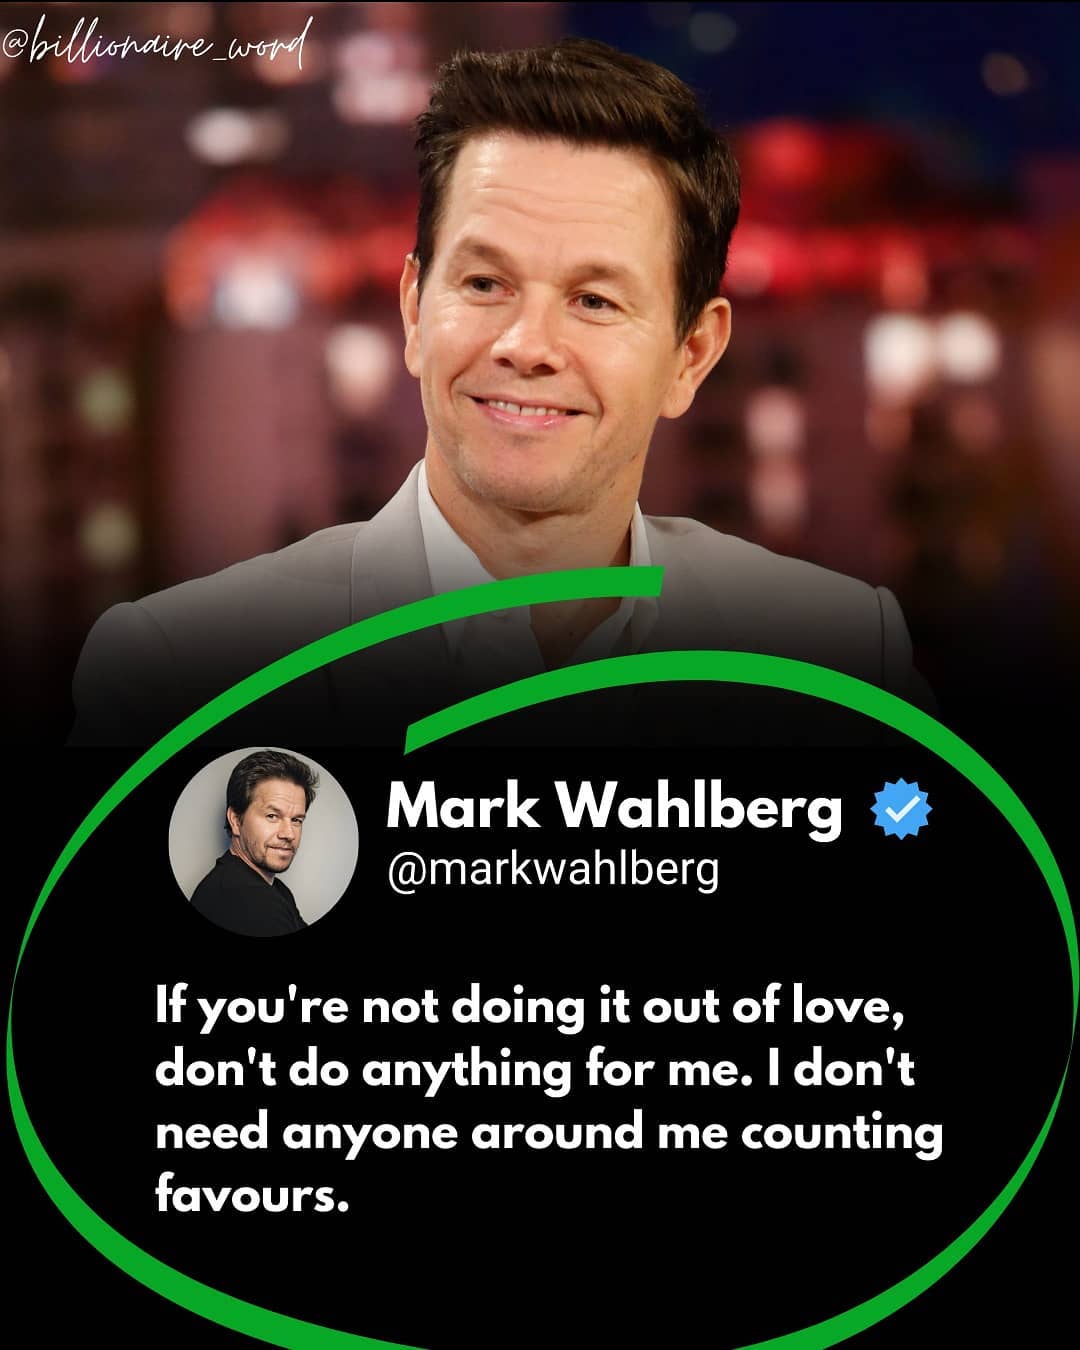 @billionaire_word
Mark Wahlberg
@markwahlberg
If you're not doing it out of love,
don't do anything for me. I don't
need anyone around me counting
favours.